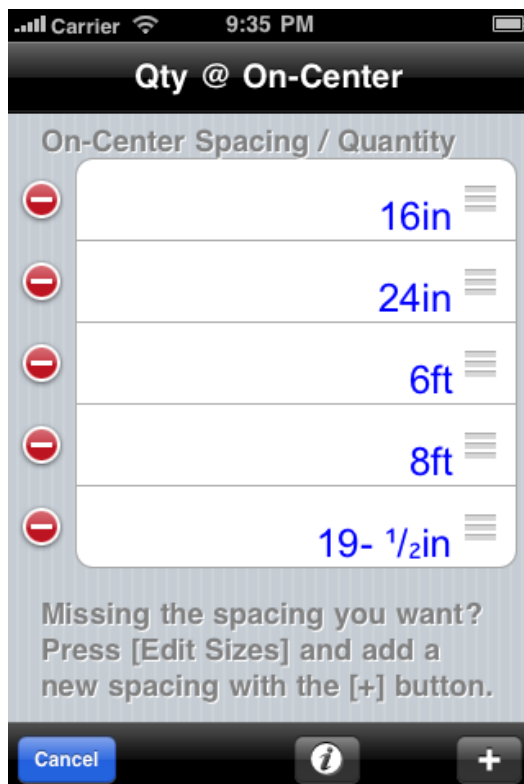 Carrier 9:35 PM
Qty @ On-Center
On-Center Spacing / Quantity
16in
24in
6ft
8ft
19- ¹/₂in
Missing the spacing you want?
Press [Edit Sizes] and add a
new spacing with the [+] button.
Cancel i +